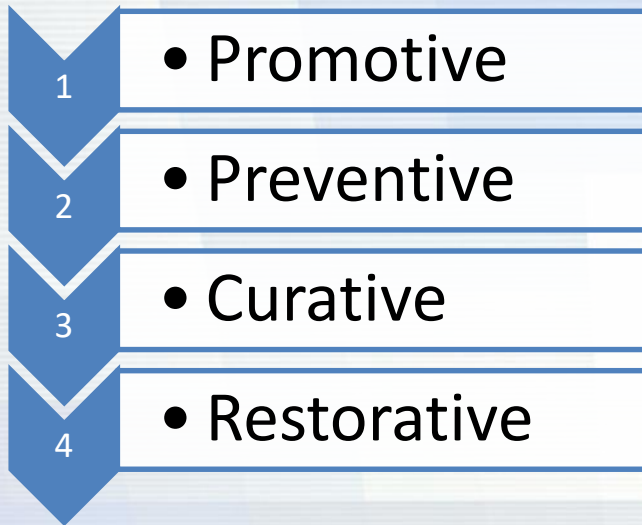 1 • Promotive
2 • Preventive
3 • Curative
4 • Restorative